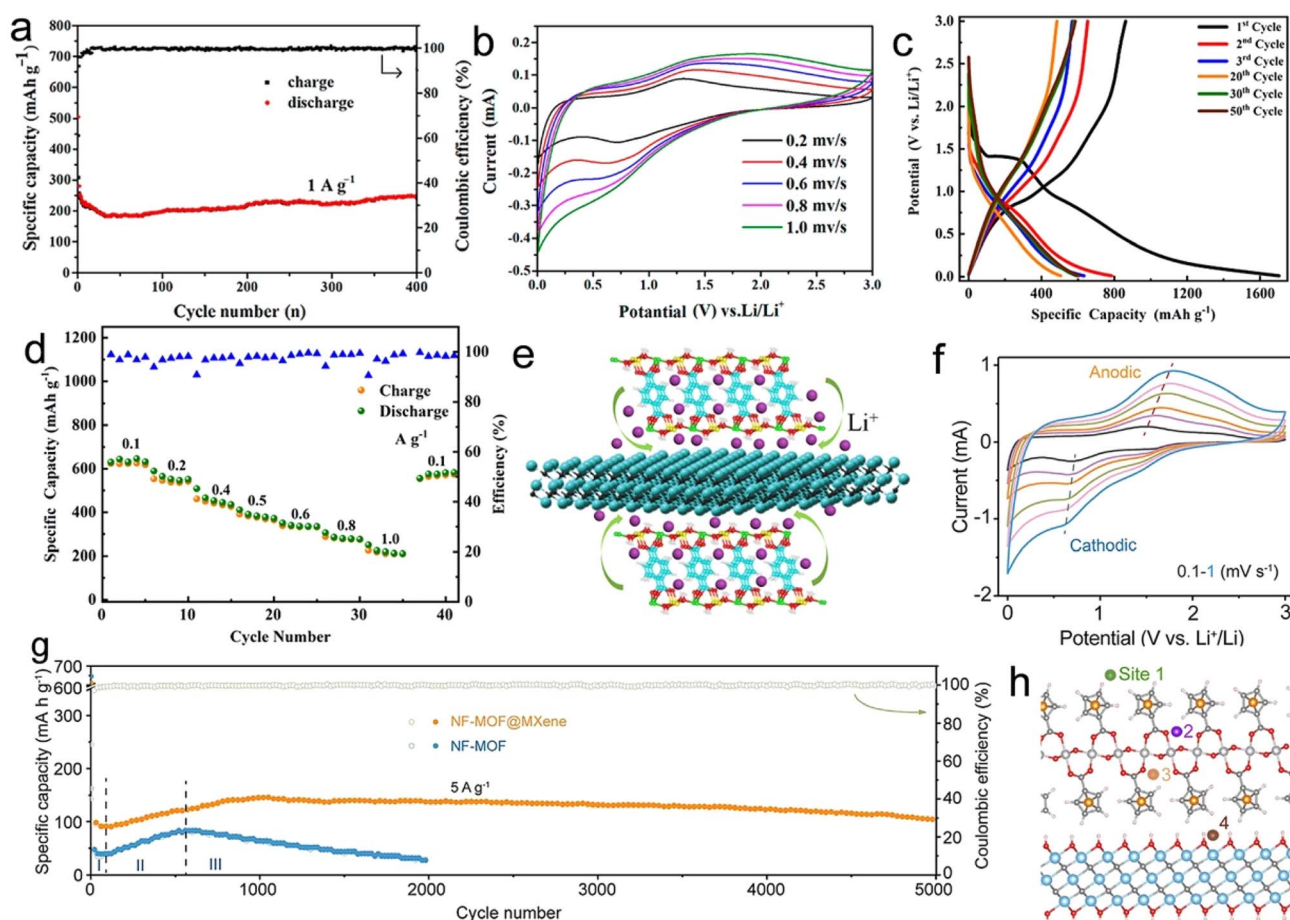 a
Specific capacity (mAh g⁻¹)
800
750
700
650
600
550
500
450
400
350
300
250
200
150
100
50
0
charge
discharge
1 A g⁻¹
100
80
60
40
20
0
Coulombic efficiency (%)
0 100 200 300 400
Cycle number (n)
b
Current (mA)
0.2
0.1
0.0
-0.1
-0.2
-0.3
-0.4
-0.5
0.2 mv/s
0.4 mv/s
0.6 mv/s
0.8 mv/s
1.0 mv/s
0.0 0.5 1.0 1.5 2.0 2.5 3.0
Potantial (V) vs.Li/Li⁺
c
Potential (V vs. Li/Li⁺)
3.0
2.5
2.0
1.5
1.0
0.5
0.0
1st Cycle
2nd Cycle
3rd Cycle
20th Cycle
30th Cycle
50th Cycle
0 400 800 1200 1600
Specific Capacity (mAh g⁻¹)
d
Specific Capacity (mAh g⁻¹)
1200
1000
800
600
400
200
0
Charge
Discharge
A g⁻¹
0.1
0.2
0.4
0.5
0.6
0.8
1.0
0.1
100
80
60
40
20
0
Efficiency (%)
0 10 20 30 40
Cycle Number
e
Li⁺
f
Current (mA)
1
0
-1
-2
Anodic
Cathodic
0.1-1 (mV s⁻¹)
0 1 2 3
Potential (V vs. Li⁺/Li)
g
Specific capacity (mA h g⁻¹)
700
600
300
200
150
100
50
0
NF-MOF@MXene
NF-MOF
5 A g⁻¹
I II III
100
80
60
40
20
0
Coulombic efficiency (%)
0 1000 2000 3000 4000 5000
Cycle number
h
Site 1
2
3
4